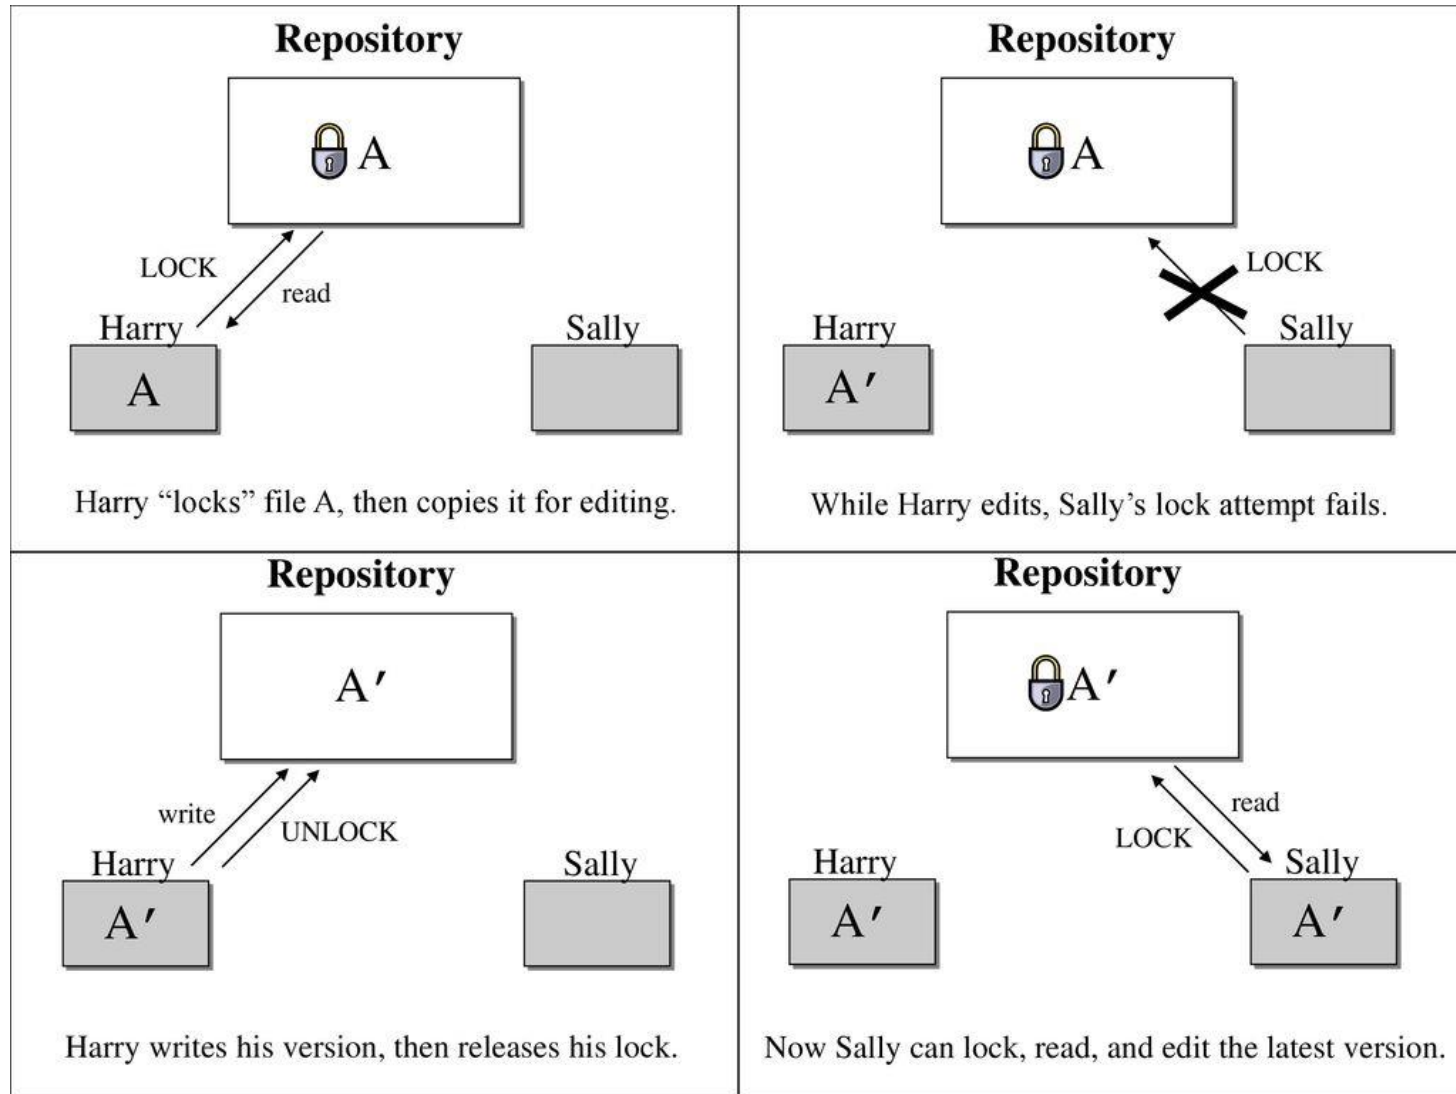 Repository
A
LOCK
read
Harry
Sally
A
Harry “locks” file A, then copies it for editing.
Repository
A
LOCK
Harry
Sally
A′
While Harry edits, Sally’s lock attempt fails.
Repository
A′
write
UNLOCK
Harry
Sally
A′
Harry writes his version, then releases his lock.
Repository
A′
read
LOCK
Harry
Sally
A′
A′
Now Sally can lock, read, and edit the latest version.